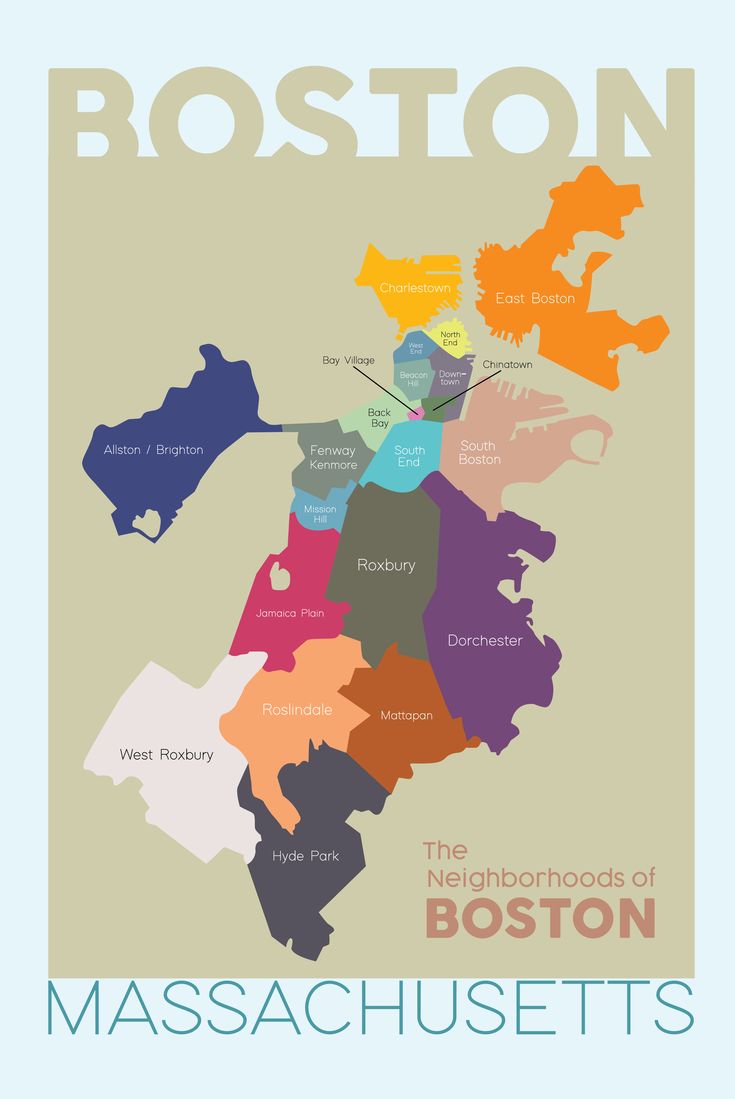 BOSTON
Charlestown
East Boston
North
End
West
End
Bay Village
Beacon
Hill
Down-
town
Chinatown
Back
Bay
Allston / Brighton
Fenway
Kenmore
South
End
South
Boston
Mission
Hill
Roxbury
Jamaica Plain
Dorchester
Roslindale
Mattapan
West Roxbury
Hyde Park
The
Neighborhoods of
BOSTON
MASSACHUSETTS